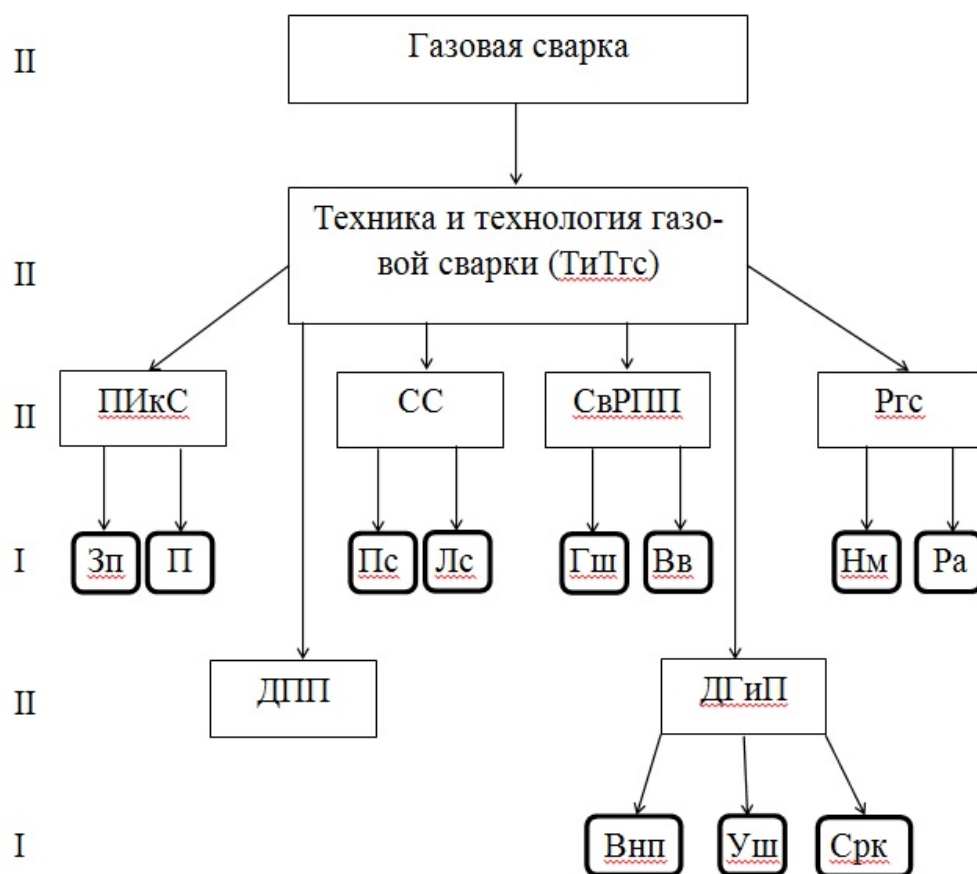 II
Газовая сварка
II
Техника и технология газо-
вой сварки (ТиТгс)
II
ПИкС
СС
СвРПП
Ргс
I
Зп
П
Пс
Лс
Гш
Вв
Нм
Ра
II
ДПП
ДГиП
I
Внп
Уш
Срк